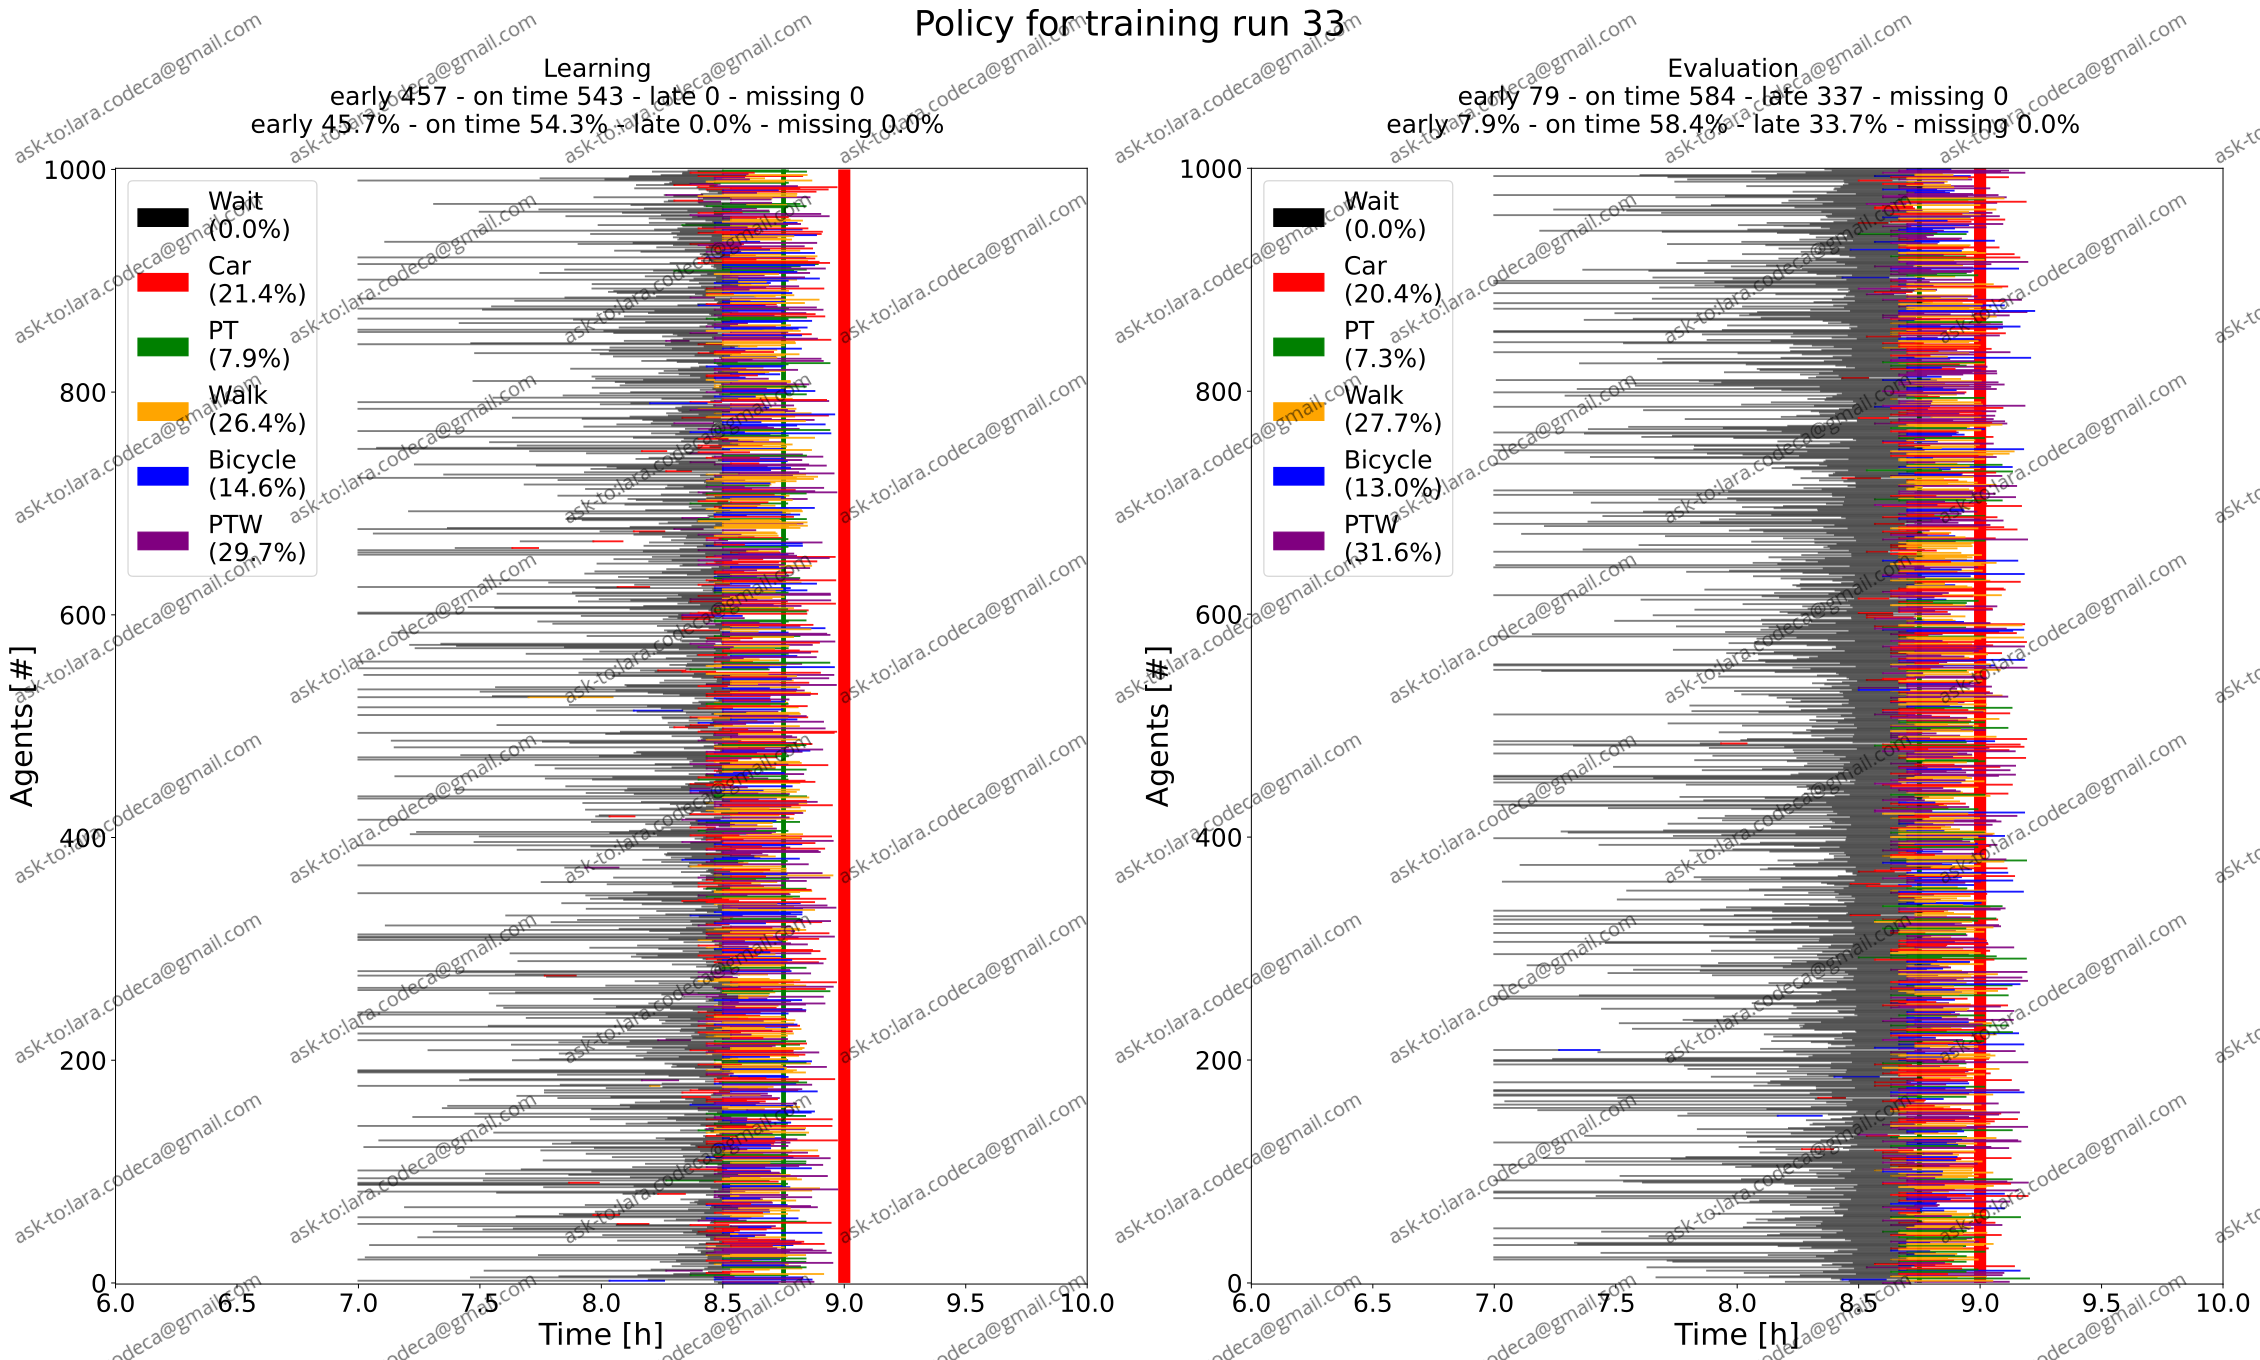 Policy for training run 33
Learning
early 457 - on time 543 - late 0 - missing 0
early 45.7% - on time 54.3% - late 0.0% - missing 0.0%
1000
800
600
400
200
0
Agents [#]
Wait
(0.0%)
Car
(21.4%)
PT
(7.9%)
Walk
(26.4%)
Bicycle
(14.6%)
PTW
(29.7%)
6.0 6.5 7.0 7.5 8.0 8.5 9.0 9.5 10.0
Time [h]
Evaluation
early 79 - on time 584 - late 337 - missing 0
early 7.9% - on time 58.4% - late 33.7% - missing 0.0%
1000
800
600
400
200
0
Agents [#]
Wait
(0.0%)
Car
(20.4%)
PT
(7.3%)
Walk
(27.7%)
Bicycle
(13.0%)
PTW
(31.6%)
6.0 6.5 7.0 7.5 8.0 8.5 9.0 9.5 10.0
Time [h]
ask-to:lara.codeca@gmail.com